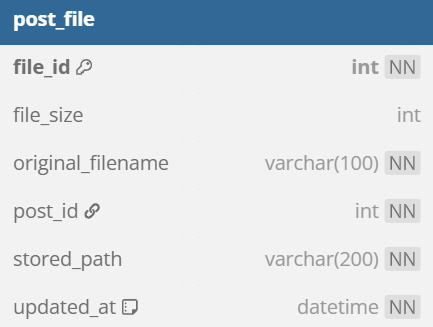 post_file
file_id int NN
file_size int
original_filename varchar(100) NN
post_id int NN
stored_path varchar(200) NN
updated_at datetime NN